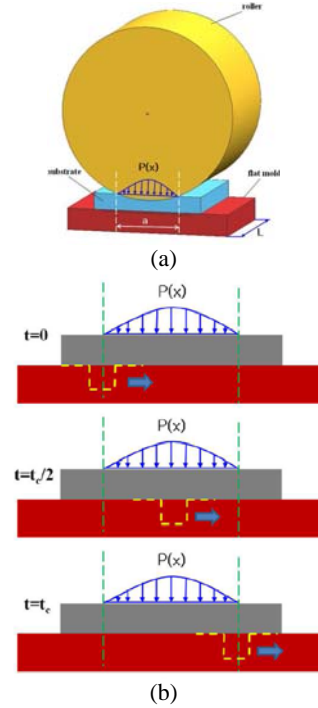 roller
P(x)
substrate
flat mold
a
L
(a)
P(x)
t=0
P(x)
t=t_c/2
P(x)
t=t_c
(b)